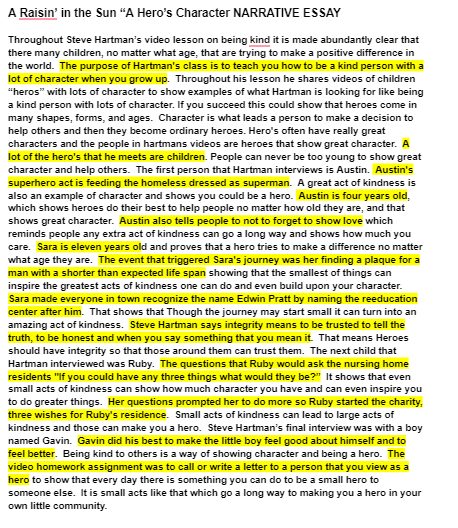 A Raisin' in the Sun “A Hero's Character NARRATIVE ESSAY
Throughout Steve Hartman's video lesson on being kind it is made abundantly clear that
there many children, no matter what age, that are trying to make a positive difference in
the world.  The purpose of Hartman's class is to teach you how to be a kind person with a
lot of character when you grow up.   Throughout his lesson he shares videos of children
“heros” with lots of character to show examples of what Hartman is looking for like being
a kind person with lots of character. If you succeed this could show that heroes come in
many shapes, forms, and ages.  Character is what leads a person to make a decision to
help others and then they become ordinary heroes. Hero's often have really great
characters and the people in hartmans videos are heroes that show great character.  A
lot of the hero's that he meets are children. People can never be too young to show great
character and help others.  The first person that Hartman interviews is Austin.  Austin's
superhero act is feeding the homeless dressed as superman.  A great act of kindness is
also an example of character and shows you could be a hero.  Austin is four years old,
which shows heroes do their best to help people no matter how old they are, and that
shows great character.  Austin also tells people to not to forget to show love which
reminds people any extra act of kindness can go a long way and shows how much you
care.   Sara is eleven years old and proves that a hero tries to make a difference no matter
what age they are.  The event that triggered Sara's journey was her finding a plaque for a
man with a shorter than expected life span showing that the smallest of things can
inspire the greatest acts of kindness one can do and even build upon your character.
Sara made everyone in town recognize the name Edwin Pratt by naming the reeducation
center after him.  That shows that Though the journey may start small it can turn into an
amazing act of kindness.  Steve Hartman says integrity means to be trusted to tell the
truth, to be honest and when you say something that you mean it.  That means Heroes
should have integrity so that those around them can trust them.  The next child that
Hartman interviewed was Ruby.  The questions that Ruby would ask the nursing home
residents "If you could have any three things what would they be?"  It shows that even
small acts of kindness can show how much character you have and can even inspire you
to do greater things.  Her questions prompted her to do more so Ruby started the charity,
three wishes for Ruby's residence.  Small acts of kindness can lead to large acts of
kindness and those can make you a hero.  Steve Hartman's final interview was with a boy
named Gavin.  Gavin did his best to make the little boy feel good about himself and to
feel better.  Being kind to others is a way of showing character and being a hero.  The
video homework assignment was to call or write a letter to a person that you view as a
hero to show that every day there is something you can do to be a small hero to
someone else.  It is small acts like that which go a long way to making you a hero in your
own little community.